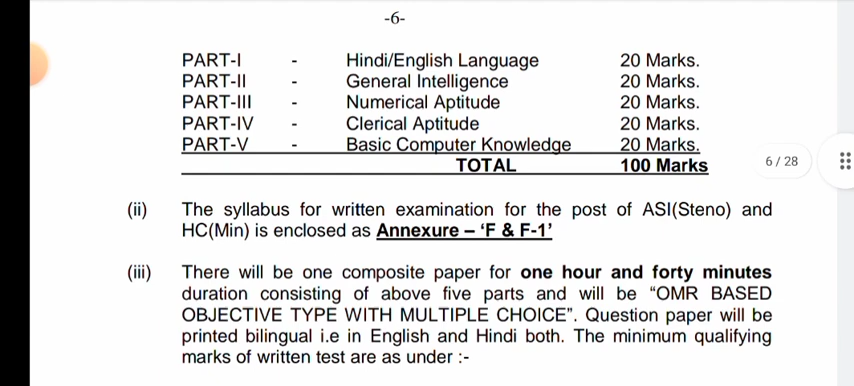 -6-
PART-I - Hindi/English Language 20 Marks.
PART-II - General Intelligence 20 Marks.
PART-III - Numerical Aptitude 20 Marks.
PART-IV - Clerical Aptitude 20 Marks.
PART-V - Basic Computer Knowledge 20 Marks.
TOTAL 100 Marks
6 / 28
(ii) The syllabus for written examination for the post of ASI(Steno) and
HC(Min) is enclosed as Annexure – ‘F & F-1’
(iii) There will be one composite paper for one hour and forty minutes
duration consisting of above five parts and will be “OMR BASED
OBJECTIVE TYPE WITH MULTIPLE CHOICE”. Question paper will be
printed bilingual i.e in English and Hindi both. The minimum qualifying
marks of written test are as under :-